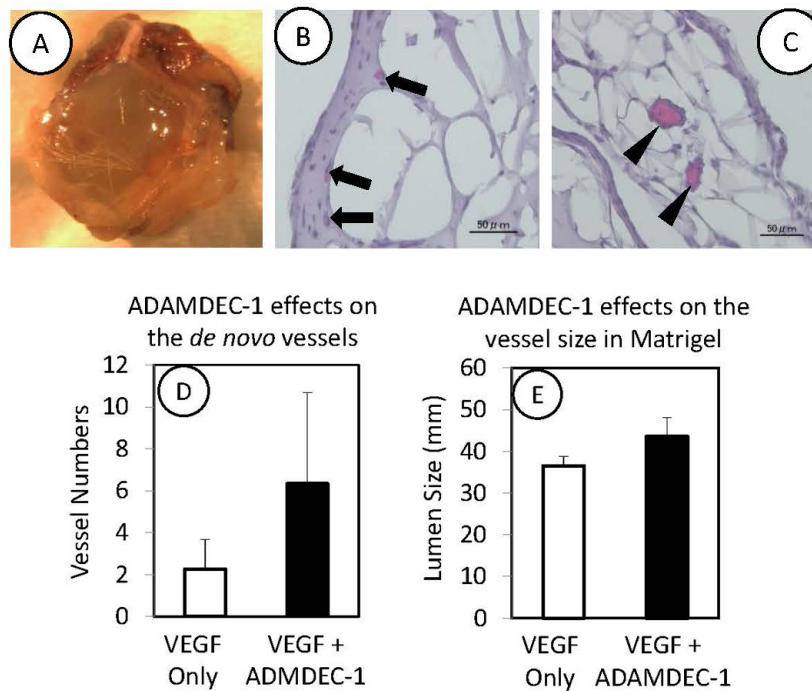 A
B
C
50 μm
50 μm
ADAMDEC-1 effects on
the de novo vessels
12
10
8
6
4
2
0
Vessel Numbers
D
VEGF
Only
VEGF +
ADMDEC-1
ADAMDEC-1 effects on the
vessel size in Matrigel
60
50
40
30
20
10
0
Lumen Size (mm)
E
VEGF
Only
VEGF +
ADAMDEC-1